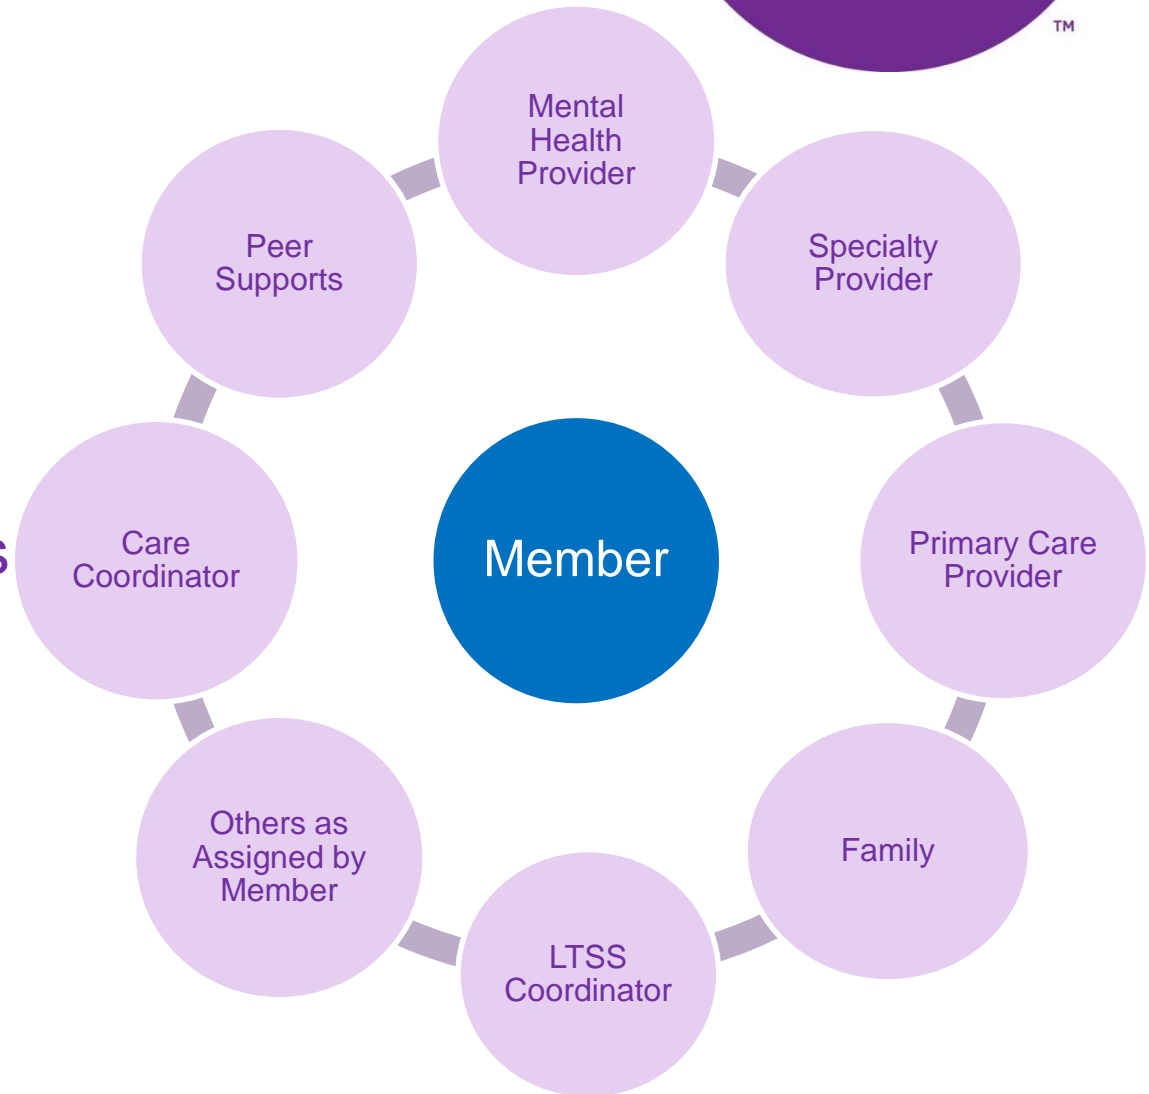 TM
Mental
Health
Provider
Peer
Supports
Specialty
Provider
s
Care
Coordinator
Member
Primary Care
Provider
Others as
Assigned by
Member
Family
LTSS
Coordinator